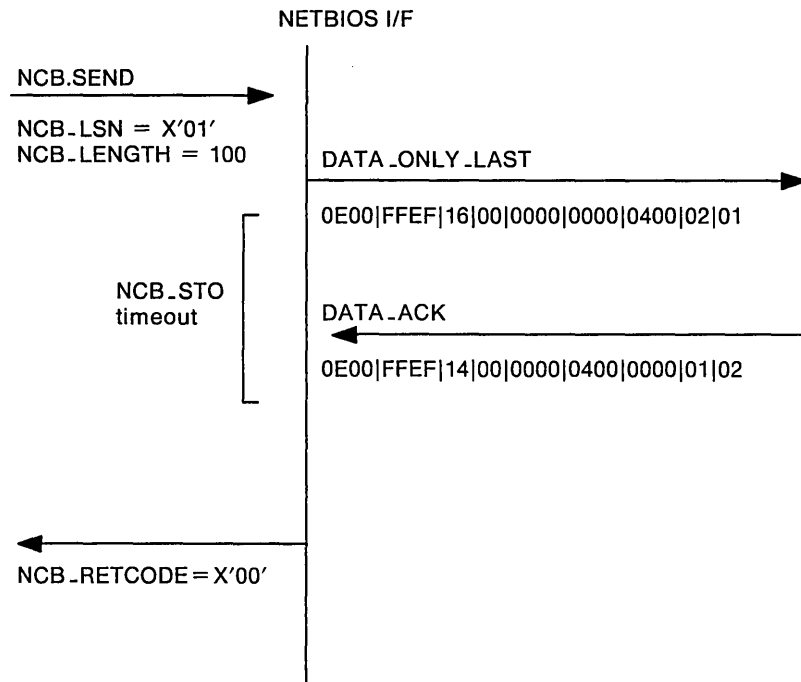 NETBIOS I/F
NCB.SEND
NCB_LSN = X'01'
NCB_LENGTH = 100
DATA_ONLY_LAST
0E00|FFEF|16|00|0000|0000|0400|02|01
NCB_STO
timeout
DATA_ACK
0E00|FFEF|14|00|0000|0400|0000|01|02
NCB_RETCODE=X'00'